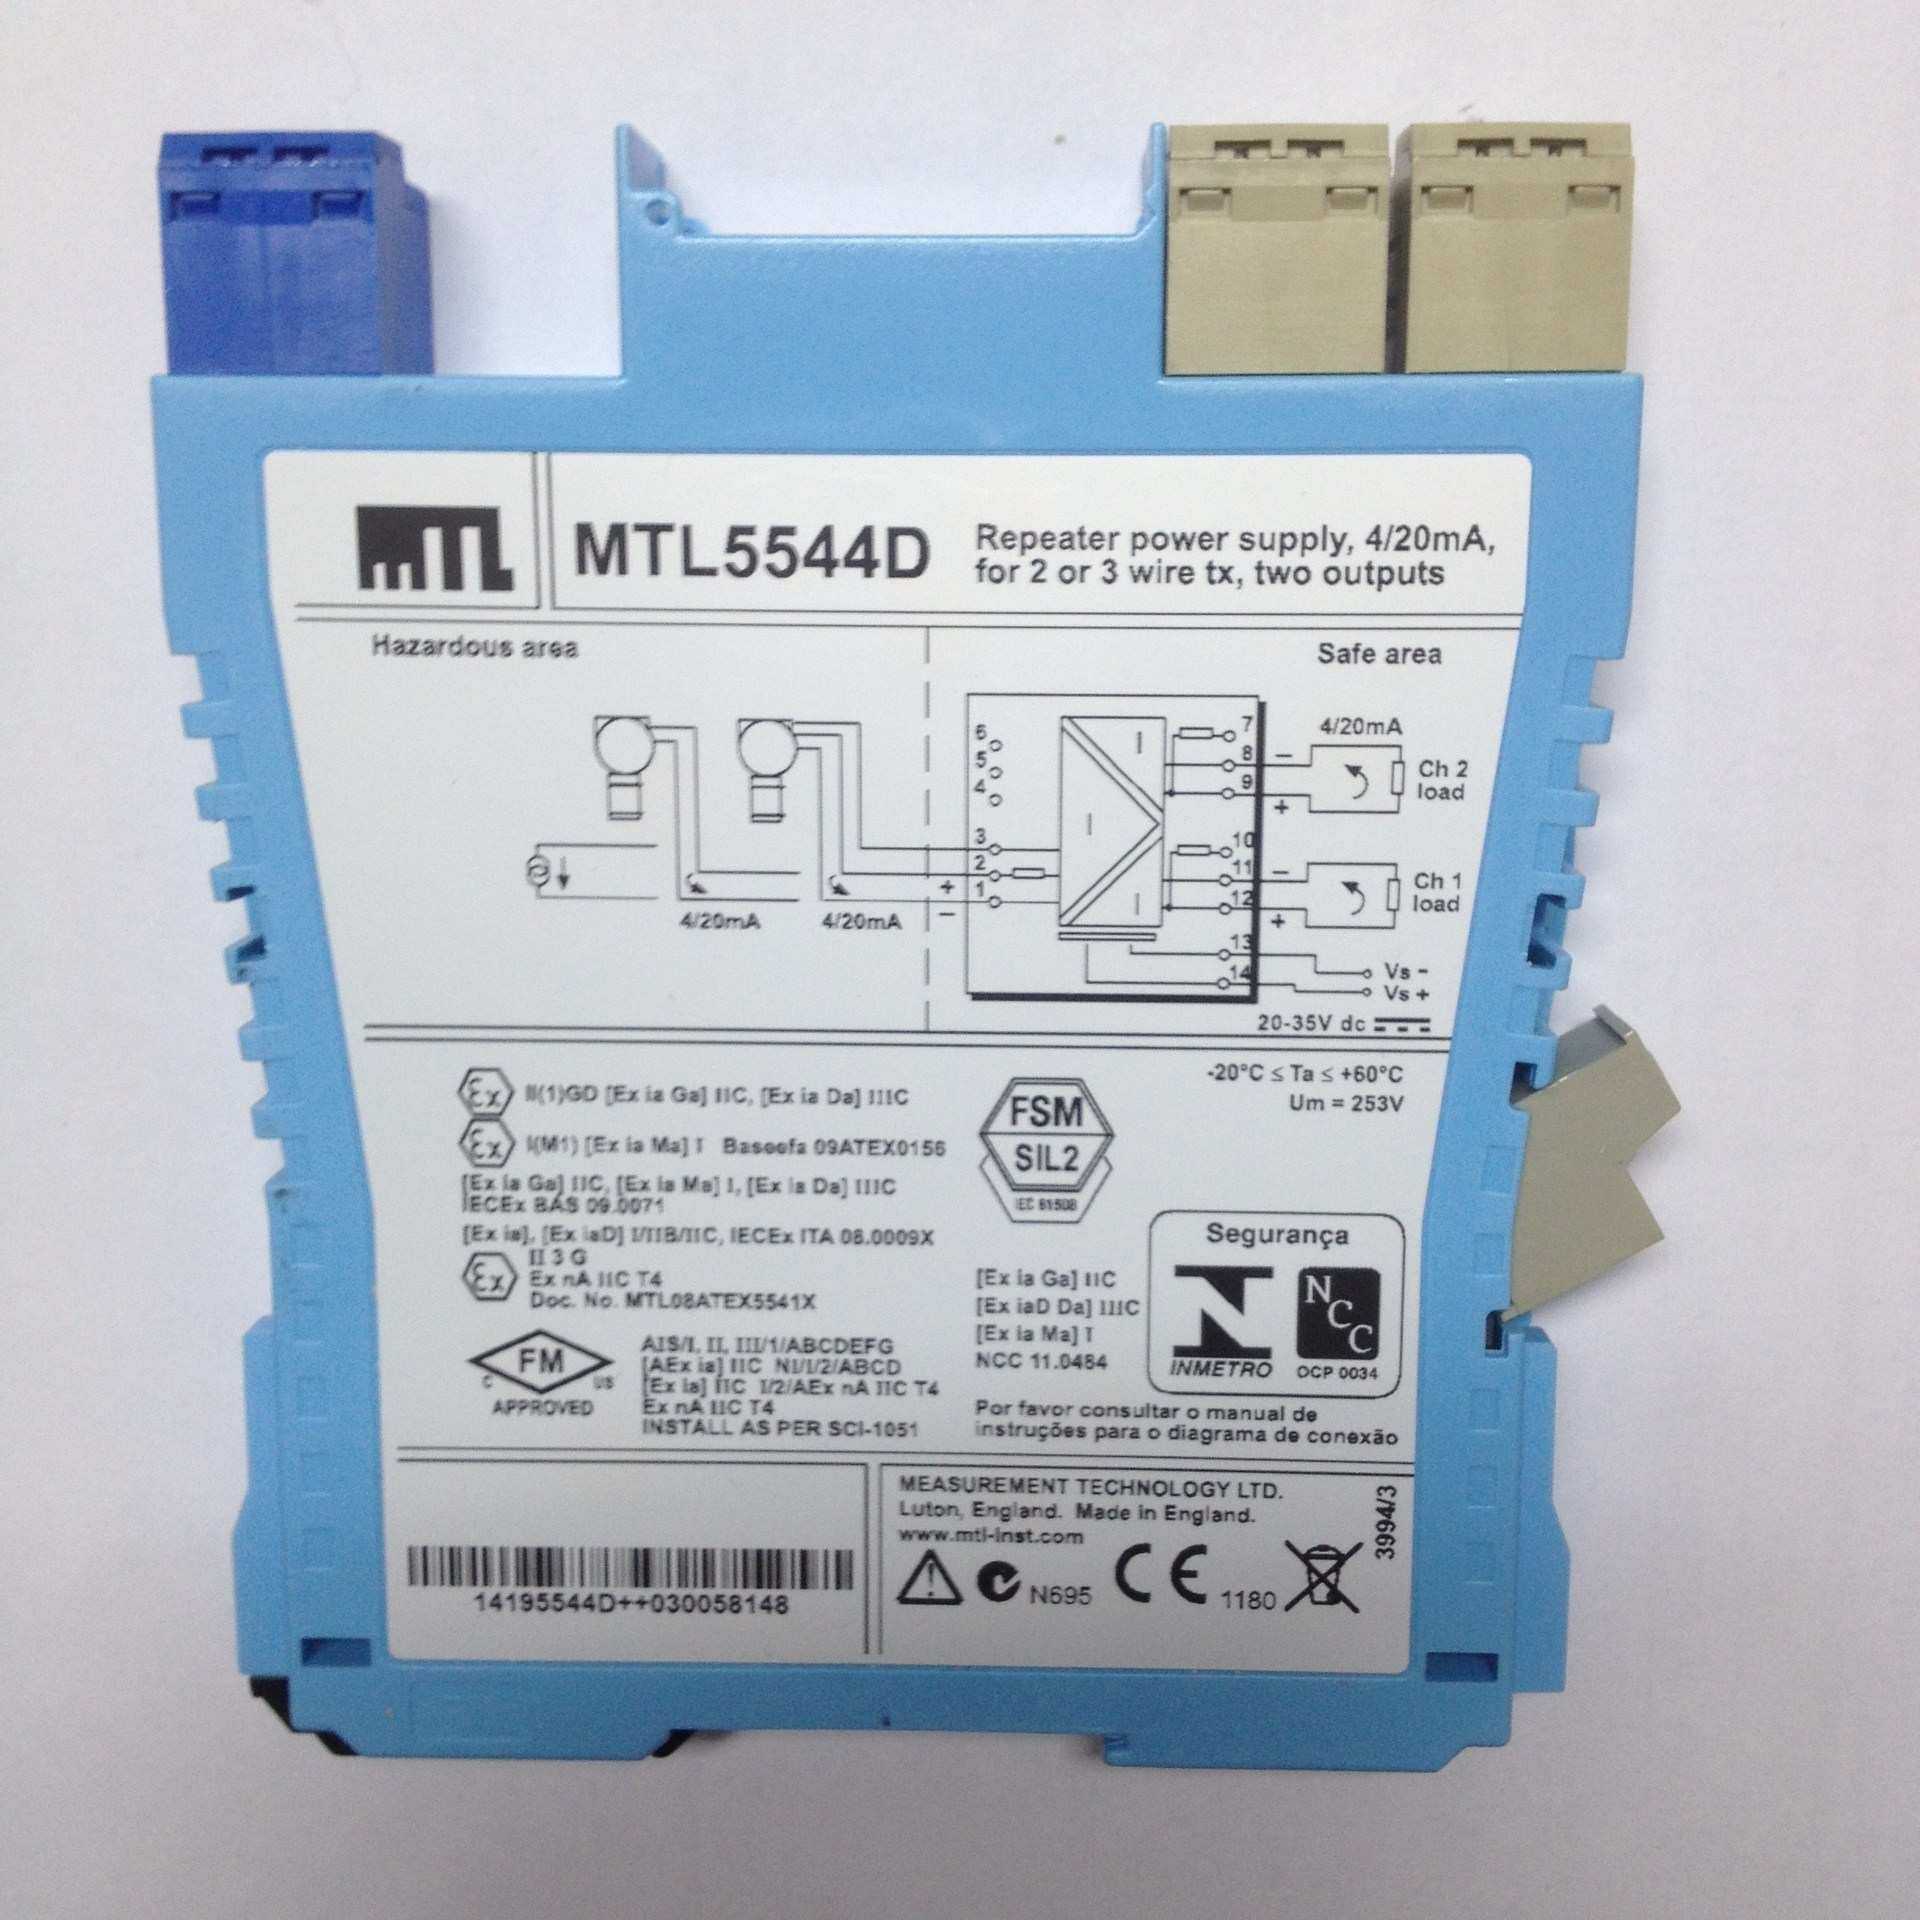 MTL
MTL5544D
Repeater power supply, 4/20mA,
for 2 or 3 wire tx, two outputs
Hazardous area
Safe area
6
5
4
3
2
1
+
−
4/20mA
4/20mA
I
I
I
7
8
9
10
11
12
13
14
4/20mA
−
+
Ch 2
load
−
+
Ch 1
load
Vs −
Vs +
20-35V dc
-20°C ≤ Ta ≤ +60°C
Um = 253V
Ex II(1)GD [Ex ia Ga] IIC, [Ex ia Da] IIIC
Ex I(M1) [Ex ia Ma] I Baseefa 09ATEX0156
[Ex ia Ga] IIC, [Ex ia Ma] I, [Ex ia Da] IIIC
IECEx BAS 09.0071
[Ex ia], [Ex iaD] I/IIB/IIC, IECEx ITA 08.0009X
II 3 G
Ex Ex nA IIC T4
Doc. No. MTL08ATEX5541X
FSM
SIL2
IEC 61508
FM
C US
APPROVED
AIS/I, II, III/1/ABCDEFG
[AEx ia] IIC NI/I/2/ABCD
[Ex ia] IIC I/2/AEx nA IIC T4
Ex nA IIC T4
INSTALL AS PER SCI-1051
[Ex ia Ga] IIC
[Ex iaD Da] IIIC
[Ex ia Ma] I
NCC 11.0484
Segurança
INMETRO
NCC
OCP 0034
Por favor consultar o manual de
instruções para o diagrama de conexão
14195544D++030058148
MEASUREMENT TECHNOLOGY LTD.
Luton, England. Made in England.
www.mtl-inst.com
N695
CE 1180
3994/3